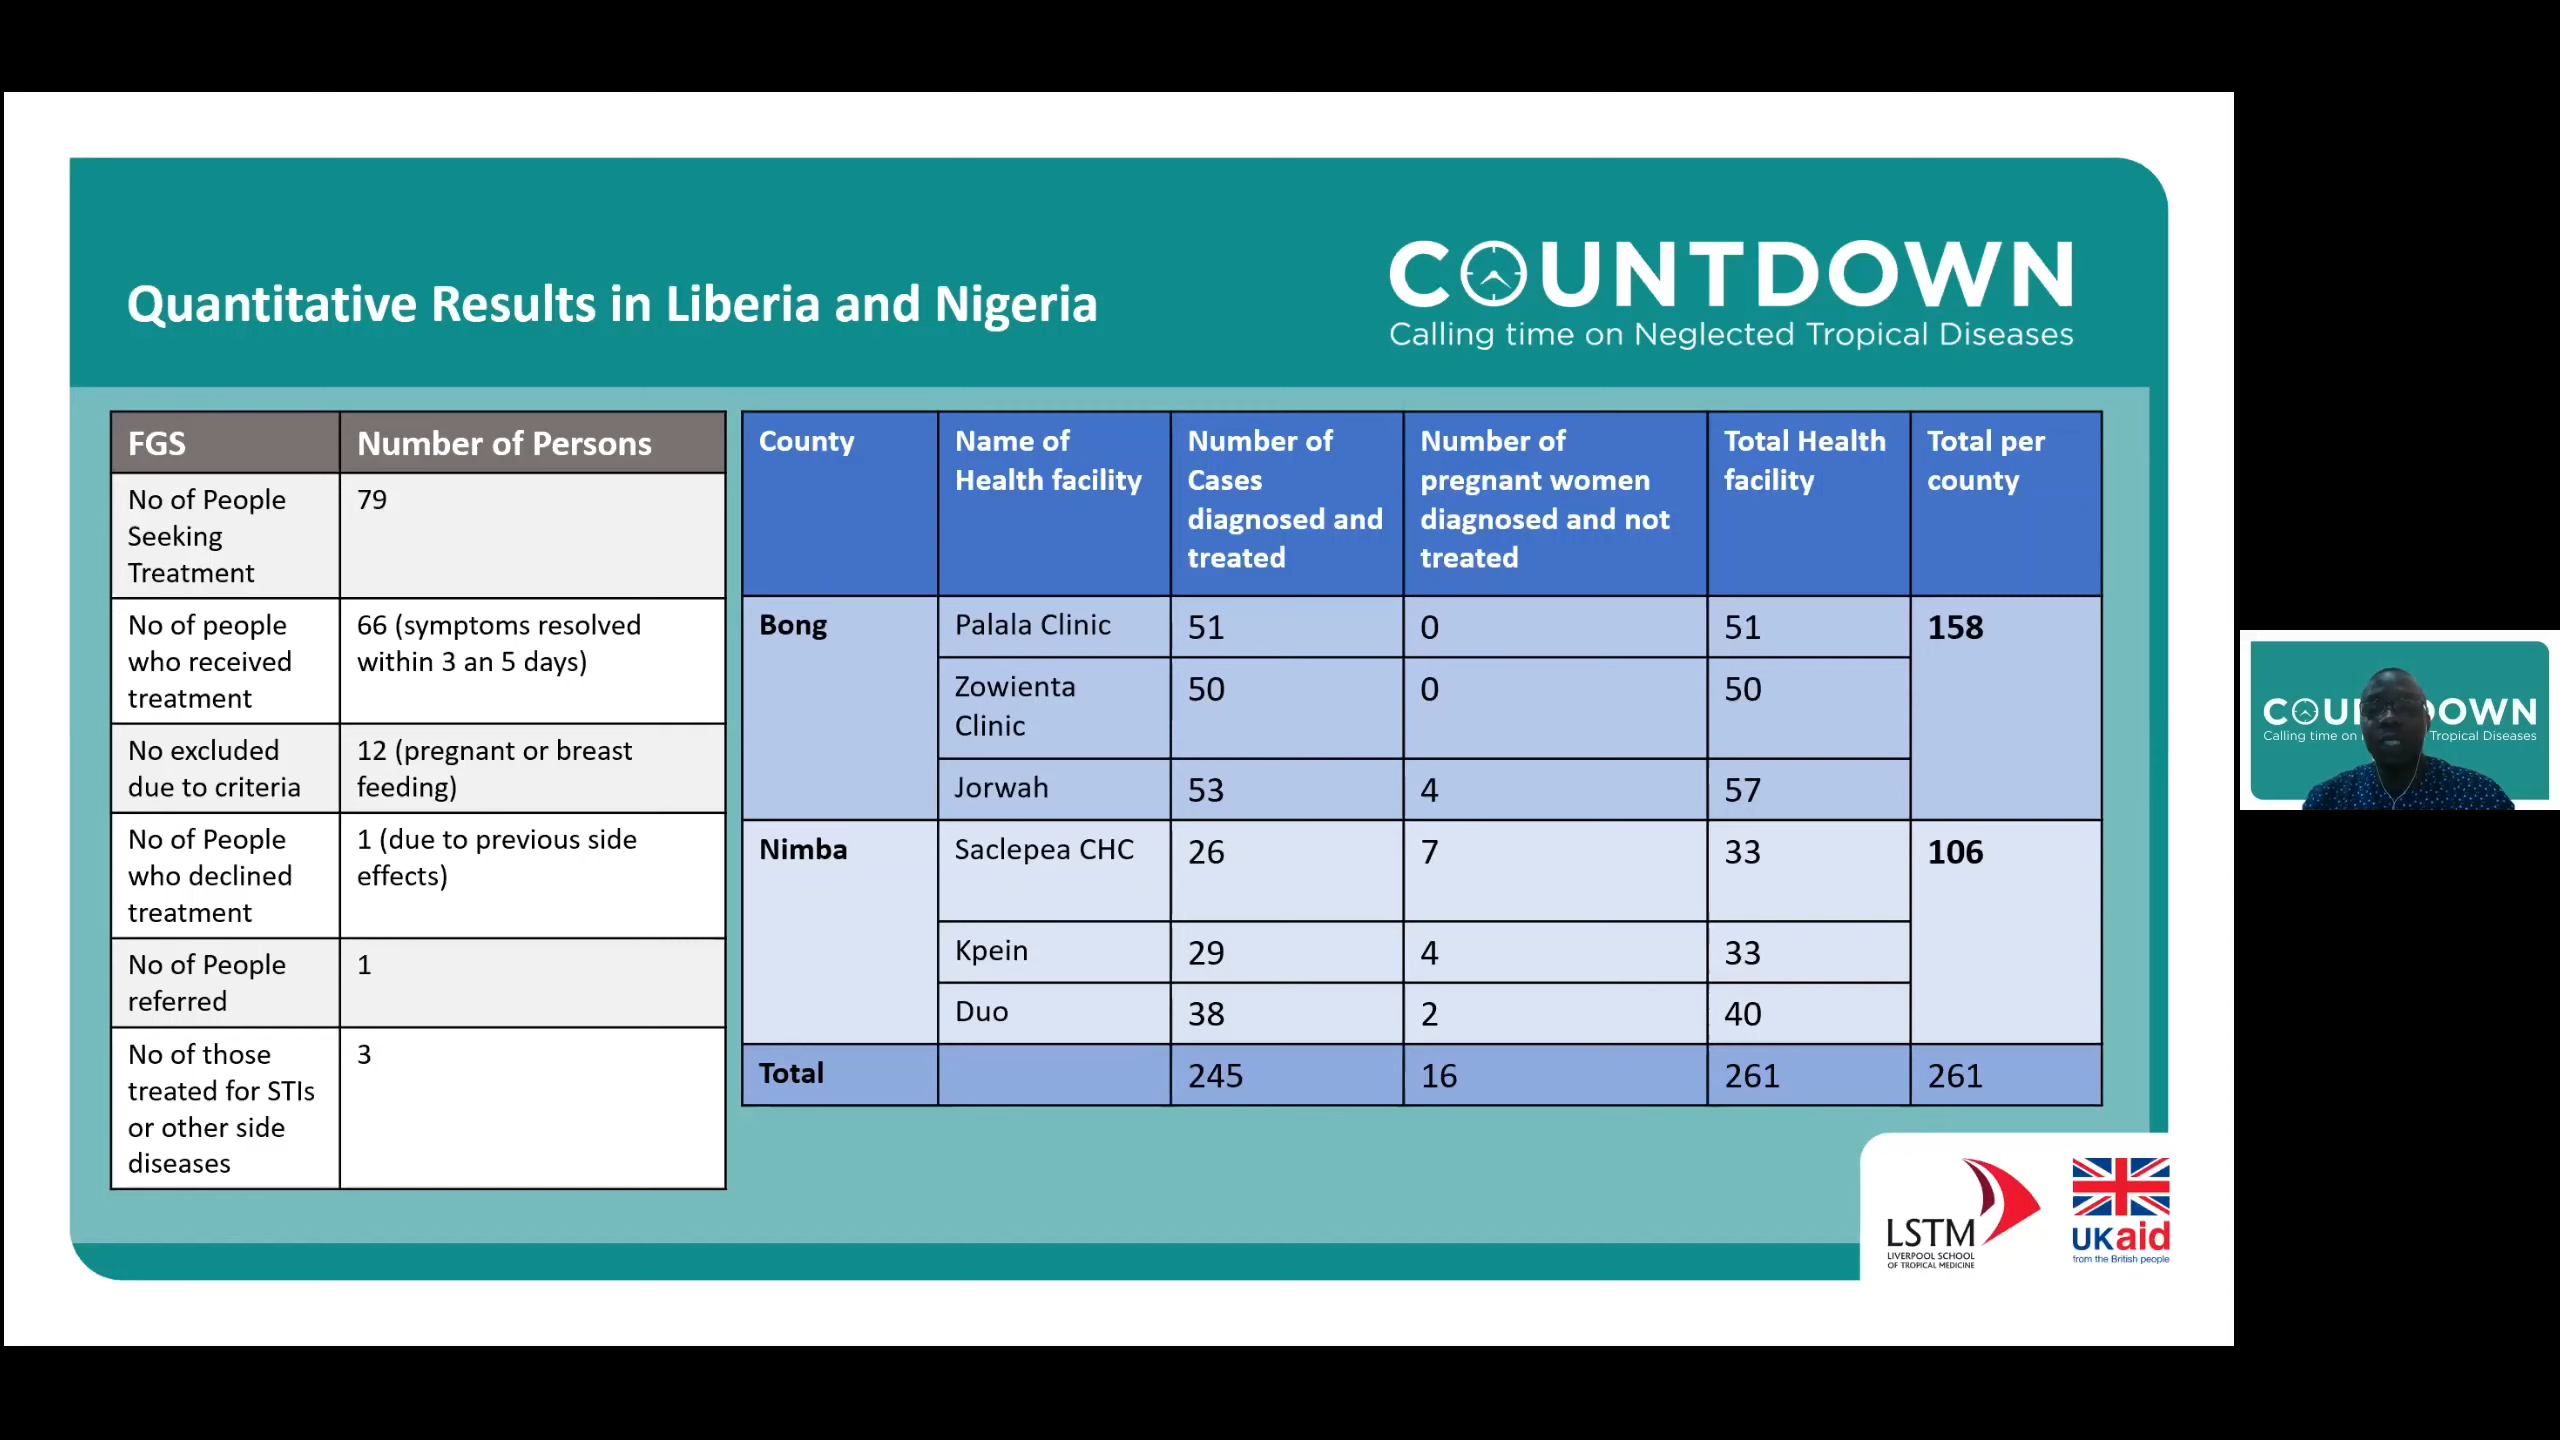 Quantitative Results in Liberia and Nigeria
COUNTDOWN
Calling time on Neglected Tropical Diseases
FGS
Number of Persons
No of People
Seeking
Treatment
79
No of people
who received
treatment
66 (symptoms resolved
within 3 an 5 days)
No excluded
due to criteria
12 (pregnant or breast
feeding)
No of People
who declined
treatment
1 (due to previous side
effects)
No of People
referred
1
No of those
treated for STIs
or other side
diseases
3
County
Name of
Health facility
Number of
Cases
diagnosed and
treated
Number of
pregnant women
diagnosed and not
treated
Total Health
facility
Total per
county
Bong
Palala Clinic
51
0
51
158
Zowienta
Clinic
50
0
50
Jorwah
53
4
57
Nimba
Saclepea CHC
26
7
33
106
Kpein
29
4
33
Duo
38
2
40
Total
245
16
261
261
LSTM
LIVERPOOL SCHOOL
OF TROPICAL MEDICINE
UKaid
from the British people
COU OWN
Calling time on Tropical Diseases